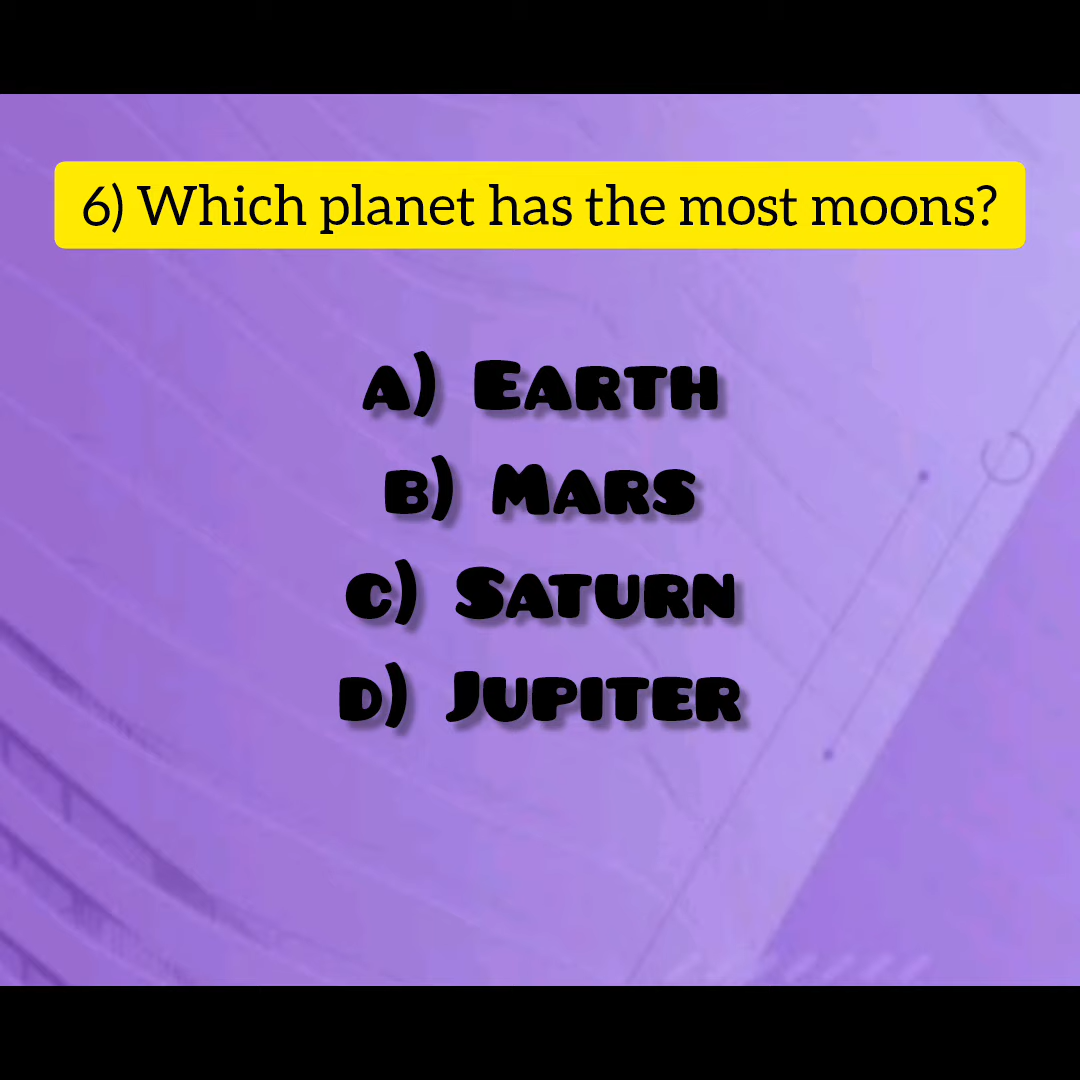 6) Which planet has the most moons?
A) Earth
B) Mars
C) Saturn
D) Jupiter